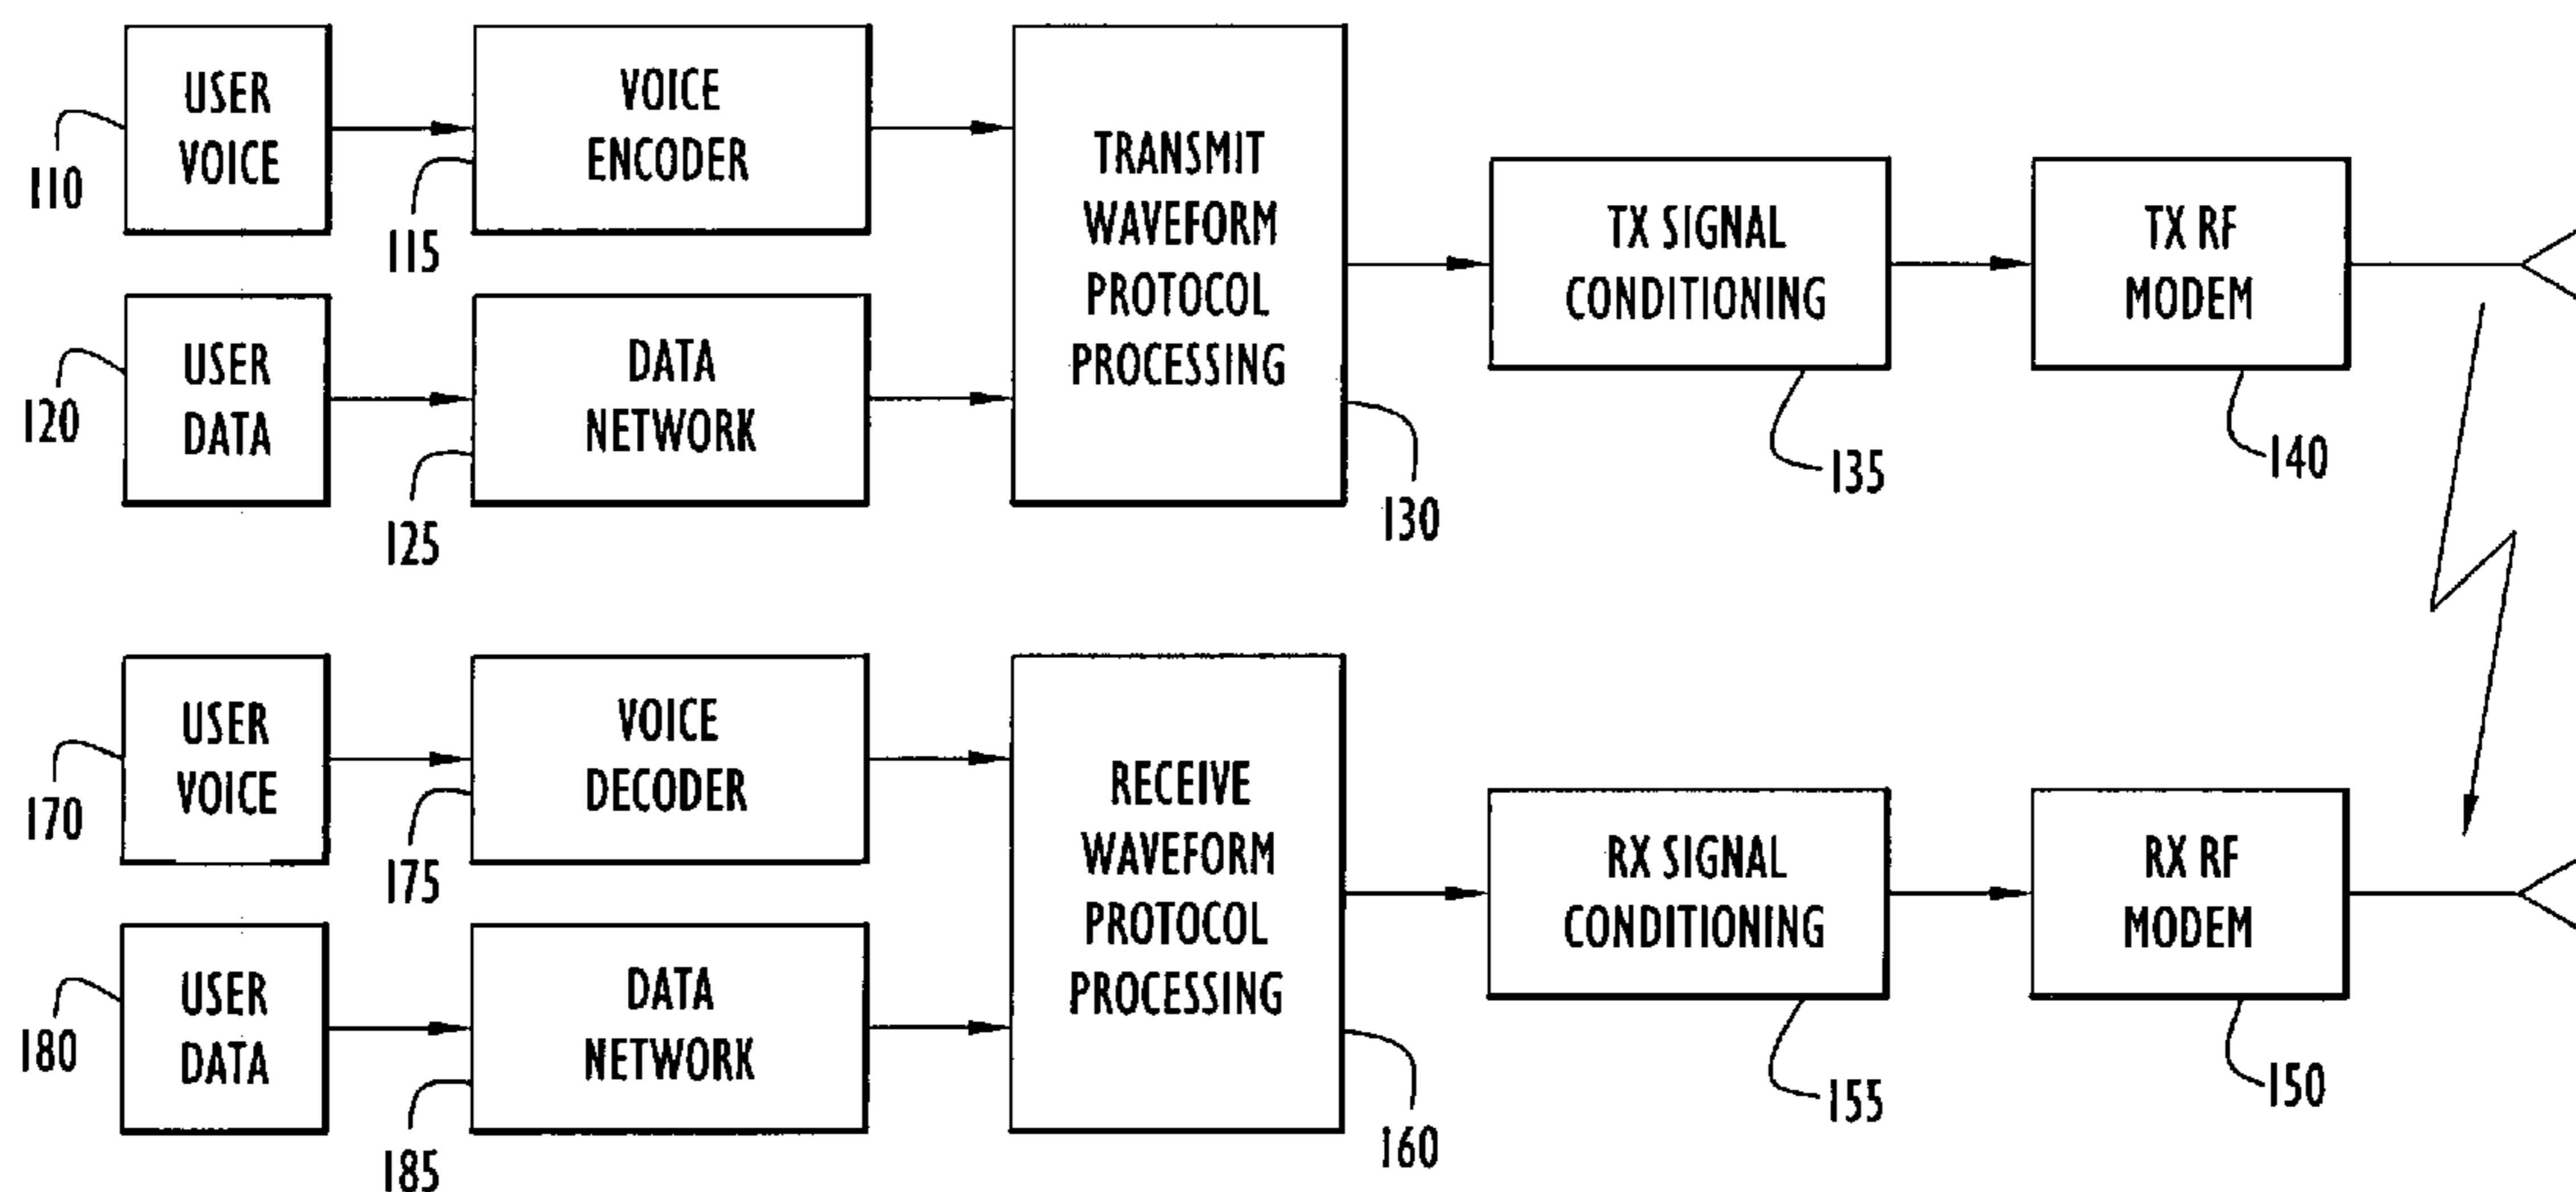 USER
VOICE
110
VOICE
ENCODER
115
USER
DATA
120
DATA
NETWORK
125
TRANSMIT
WAVEFORM
PROTOCOL
PROCESSING
130
TX SIGNAL
CONDITIONING
135
TX RF
MODEM
140
USER
VOICE
170
VOICE
DECODER
175
USER
DATA
180
DATA
NETWORK
185
RECEIVE
WAVEFORM
PROTOCOL
PROCESSING
160
RX SIGNAL
CONDITIONING
155
RX RF
MODEM
150